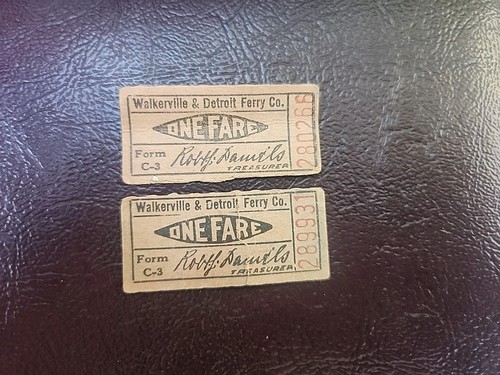 Walkerville & Detroit Ferry Co.
ONE FARE
Form
C-3
Robt J. Daniels
TREASURER
280266
Walkerville & Detroit Ferry Co.
ONE FARE
Form
C-3
Robt J. Daniels
TREASURER
289931